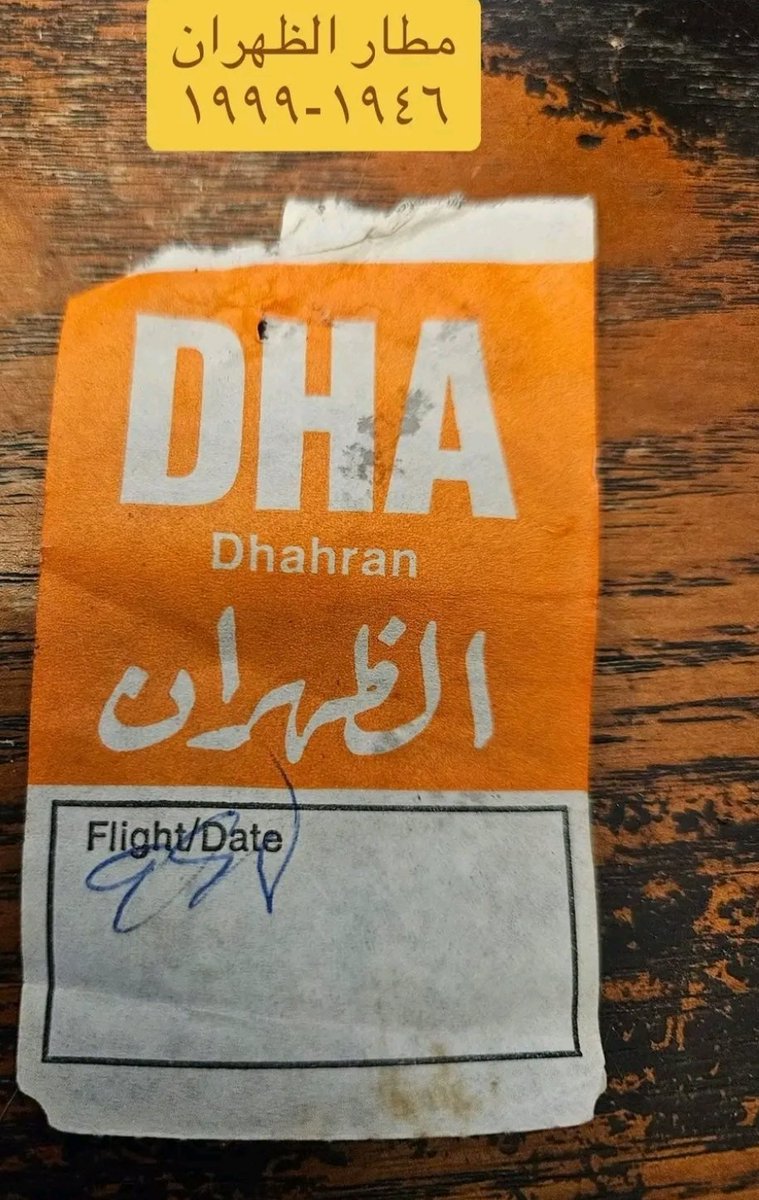 مطار الظهران
١٩٤٦-١٩٩٩
DHA
Dhahran
الظهران
Flight/Date